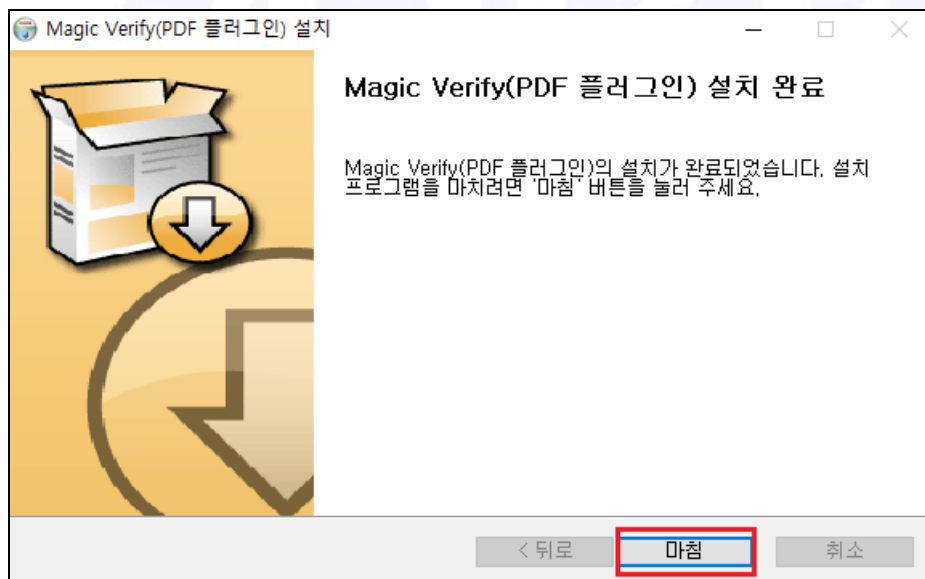 Magic Verify(PDF 플러그인) 설치
Magic Verify(PDF 플러그인) 설치 완료
Magic Verify(PDF 플러그인)의 설치가 완료되었습니다. 설치
프로그램을 마치려면 '마침' 버튼을 눌러 주세요.
< 뒤로 마침 취소